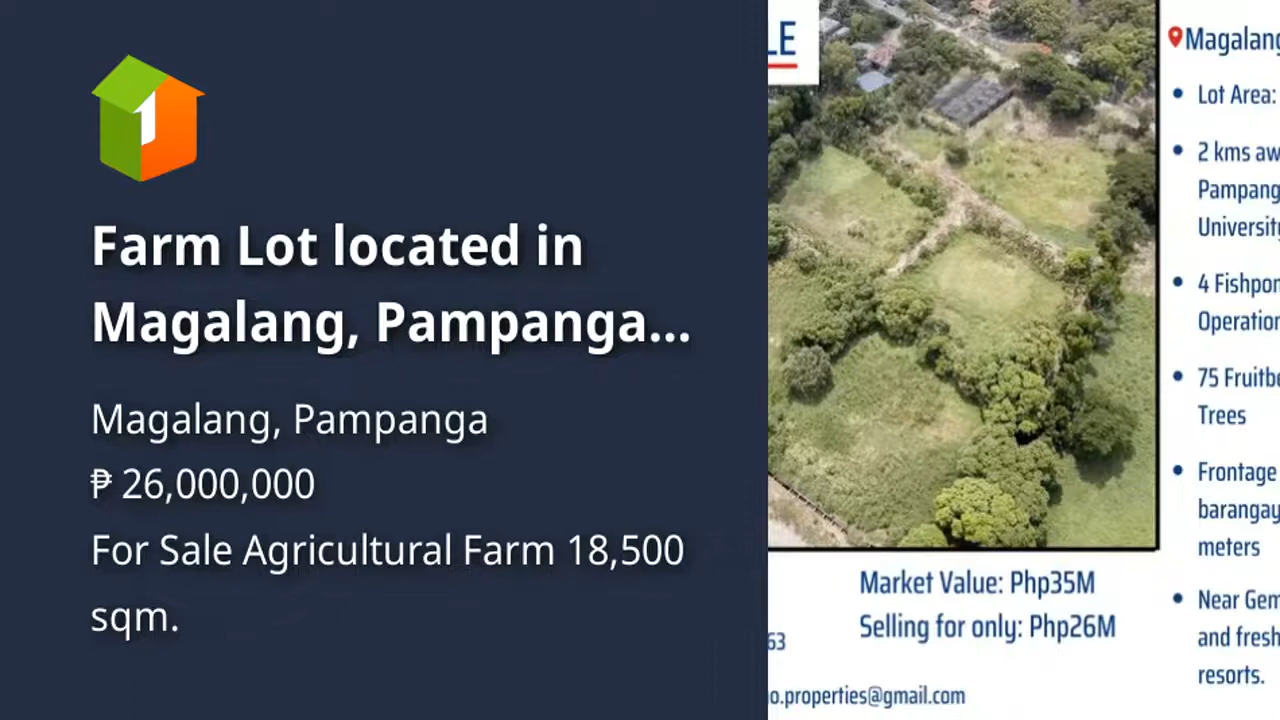 Farm Lot located in
Magalang, Pampanga...
Magalang, Pampanga
₱ 26,000,000
For Sale Agricultural Farm 18,500
sqm.
LE
Market Value: Php35M
Selling for only: Php26M
63
o.properties@gmail.com
Magalang
• Lot Area:
• 2 kms aw
Pampang
University
• 4 Fishpon
Operation
• 75 Fruitbe
Trees
• Frontage
barangay
meters
• Near Gem
and fresh
resorts.